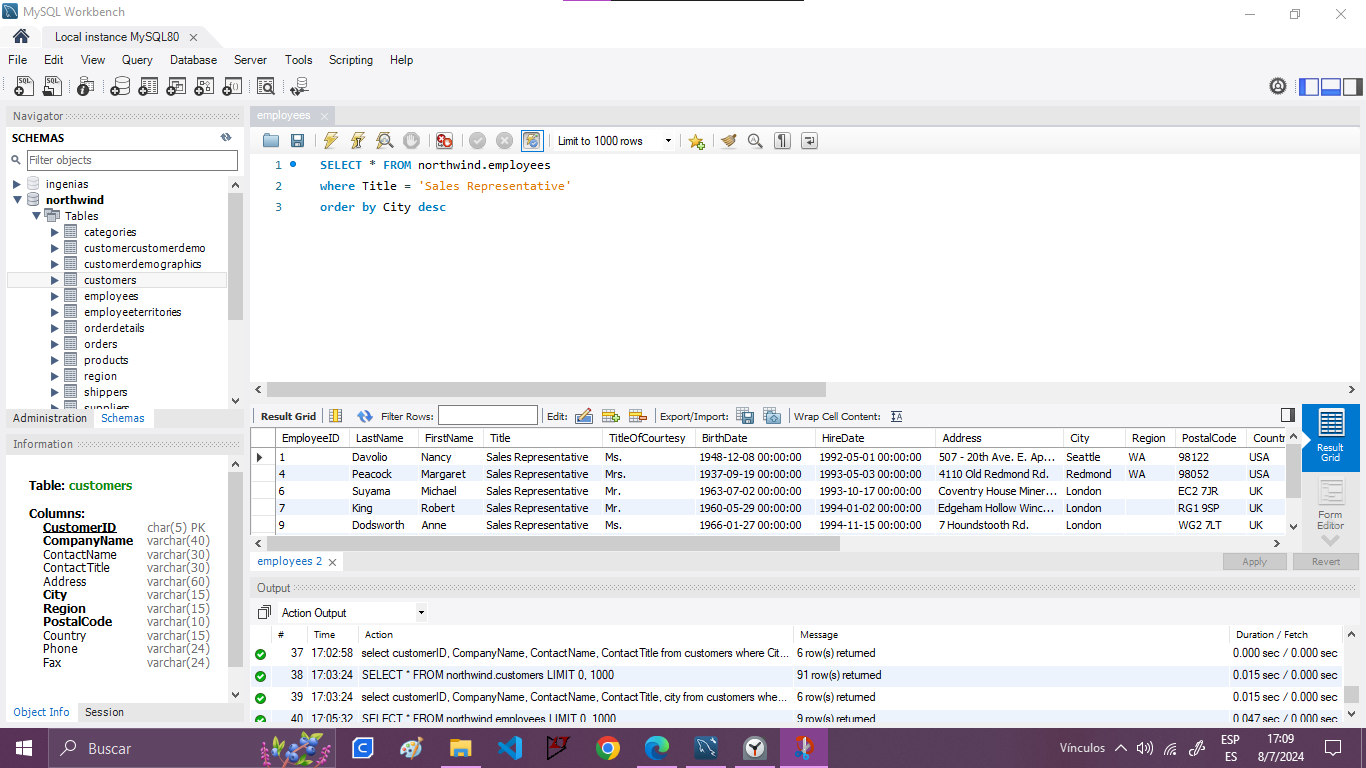 MySQL Workbench
Local instance MySQL80
File Edit View Query Database Server Tools Scripting Help
Navigator
SCHEMAS
Filter objects
ingenias
northwind
Tables
categories
customercustomerdemo
customerdemographics
customers
employees
employeeterritories
orderdetails
orders
products
region
shippers
suppliers
Administration Schemas
Information
Table: customers
Columns:
CustomerID char(5) PK
CompanyName varchar(40)
ContactName varchar(30)
ContactTitle varchar(30)
Address varchar(60)
City varchar(15)
Region varchar(15)
PostalCode varchar(10)
Country varchar(15)
Phone varchar(24)
Fax varchar(24)
Object Info Session
employees
Limit to 1000 rows
1 SELECT * FROM northwind.employees
2 where Title = 'Sales Representative'
3 order by City desc
Result Grid Filter Rows: Edit: Export/Import: Wrap Cell Content:
EmployeeID LastName FirstName Title TitleOfCourtesy BirthDate HireDate Address City Region PostalCode Countr
1 Davolio Nancy Sales Representative Ms. 1948-12-08 00:00:00 1992-05-01 00:00:00 507 - 20th Ave. E. Ap... Seattle WA 98122 USA
4 Peacock Margaret Sales Representative Mrs. 1937-09-19 00:00:00 1993-05-03 00:00:00 4110 Old Redmond Rd. Redmond WA 98052 USA
6 Suyama Michael Sales Representative Mr. 1963-07-02 00:00:00 1993-10-17 00:00:00 Coventry House Miner... London EC2 7JR UK
7 King Robert Sales Representative Mr. 1960-05-29 00:00:00 1994-01-02 00:00:00 Edgeham Hollow Winc... London RG1 9SP UK
9 Dodsworth Anne Sales Representative Ms. 1966-01-27 00:00:00 1994-11-15 00:00:00 7 Houndstooth Rd. London WG2 7LT UK
Result
Grid
Form
Editor
employees 2
Apply Revert
Output
Action Output
# Time Action Message Duration / Fetch
37 17:02:58 select customerID, CompanyName, ContactName, ContactTitle from customers where Cit... 6 row(s) returned 0.000 sec / 0.000 sec
38 17:03:24 SELECT * FROM northwind.customers LIMIT 0, 1000 91 row(s) returned 0.015 sec / 0.000 sec
39 17:03:24 select customerID, CompanyName, ContactName, ContactTitle, city from customers whe... 6 row(s) returned 0.015 sec / 0.000 sec
40 17:05:32 SELECT * FROM northwind.employees LIMIT 0, 1000 9 row(s) returned 0.047 sec / 0.000 sec
Buscar
Vínculos
ESP
ES
17:09
8/7/2024